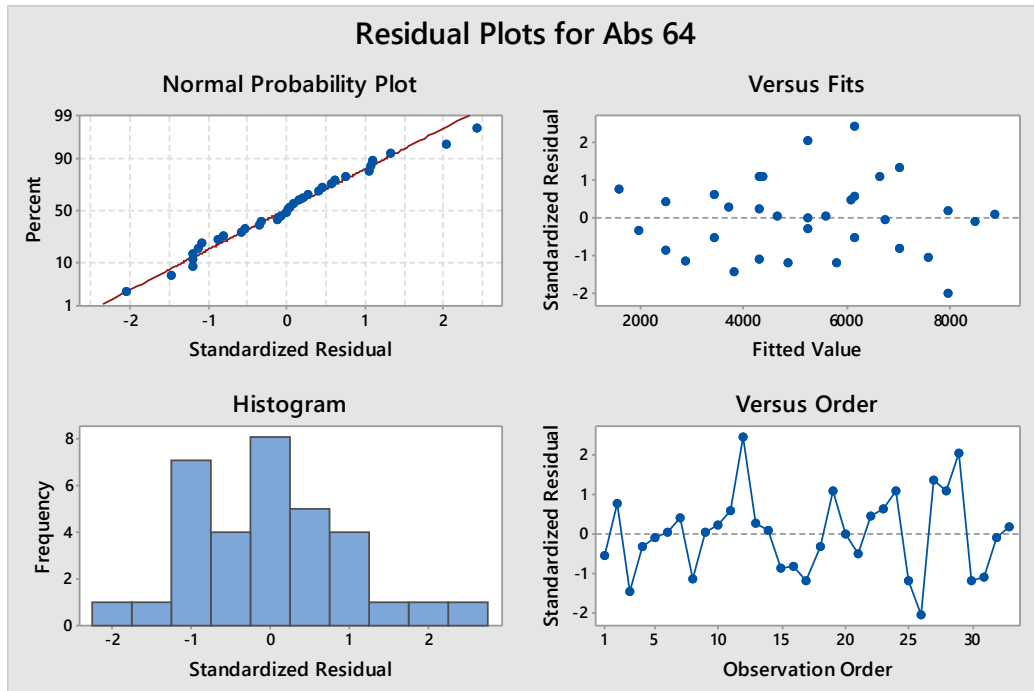 Residual Plots for Abs 64
Normal Probability Plot
99
90
50
10
1
Percent
-2 -1 0 1 2
Standardized Residual
Versus Fits
2
1
0
-1
-2
Standardized Residual
2000 4000 6000 8000
Fitted Value
Histogram
8
6
4
2
0
Frequency
-2 -1 0 1 2
Standardized Residual
Versus Order
2
1
0
-1
-2
Standardized Residual
1 5 10 15 20 25 30
Observation Order